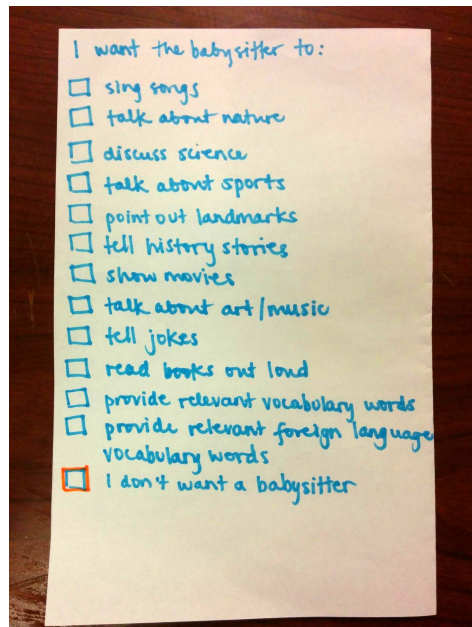 I want the babysitter to:
sing songs
talk about nature
discuss science
talk about sports
point out landmarks
tell history stories
show movies
talk about art/music
tell jokes
read books out loud
provide relevant vocabulary words
provide relevant foreign language
vocabulary words
I don't want a babysitter